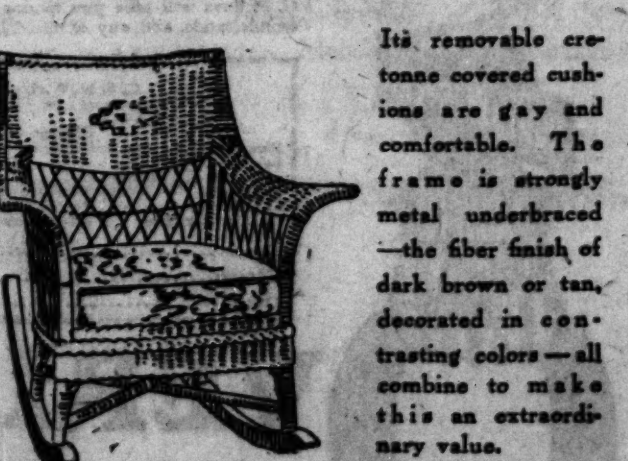 Its removable cre-
tonne covered cush-
ions are gay and
comfortable. The
frame is strongly
metal underbraced
—the fiber finish of
dark brown or tan,
decorated in con-
trasting colors—all
combine to make
this an extraordi-
nary value.